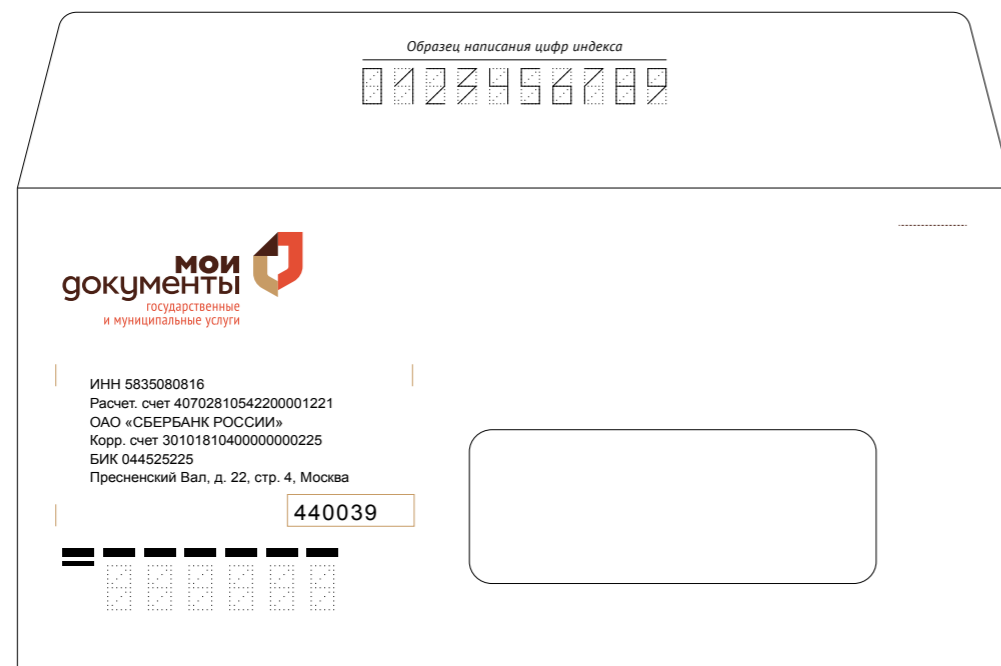 Образец написания цифр индекса
0123456789
мои
документы
государственные
и муниципальные услуги
ИНН 5835080816
Расчет. счет 40702810542200001221
ОАО «СБЕРБАНК РОССИИ»
Корр. счет 30101810400000000225
БИК 044525225
Пресненский Вал, д. 22, стр. 4, Москва
440039